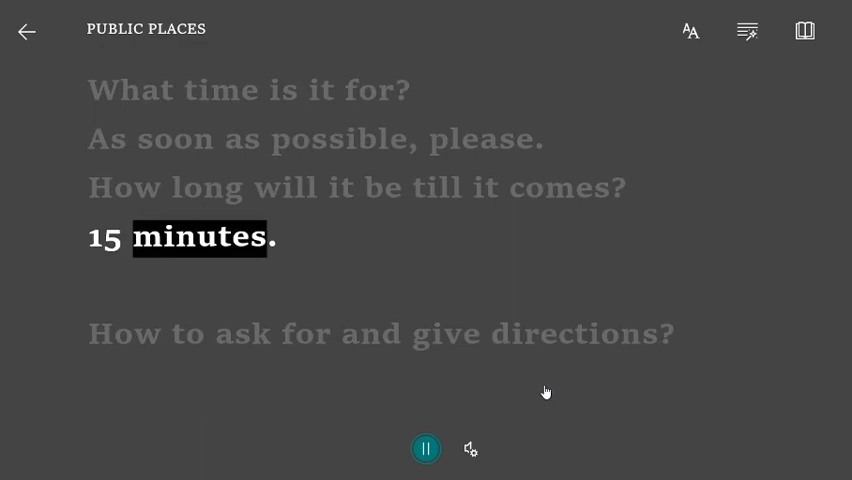 PUBLIC PLACES
What time is it for?
As soon as possible, please.
How long will it be till it comes?
15 minutes.
How to ask for and give directions?